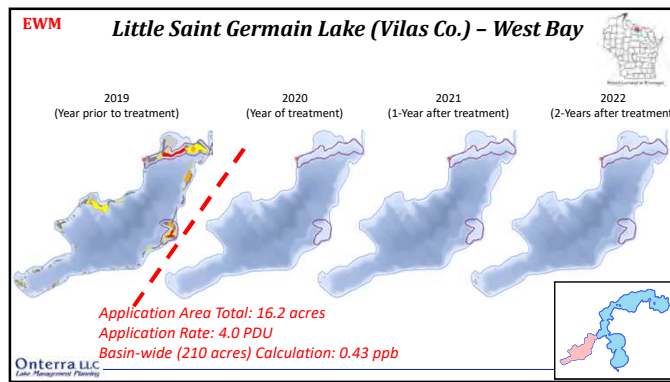 EWM
Little Saint Germain Lake (Vilas Co.) – West Bay
2019
(Year prior to treatment)
2020
(Year of treatment)
2021
(1-Year after treatment)
2022
(2-Years after treatment)
Application Area Total: 16.2 acres
Application Rate: 4.0 PDU
Basin-wide (210 acres) Calculation: 0.43 ppb
Onterra LLC
Lake Management Planning